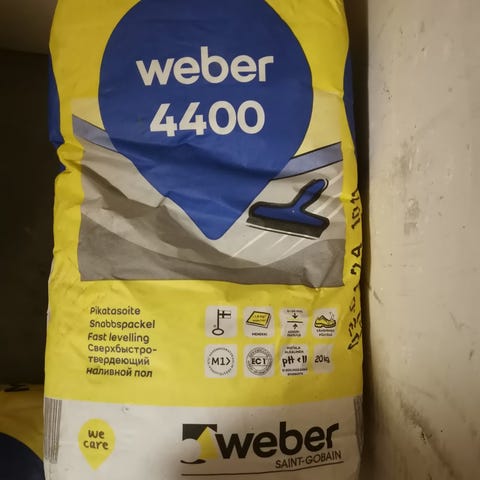 weber
4400
Pikatasoite
Snabbspackel
Fast levelling
Сверхбыстро-
твердеющий
наливной пол
MENEKKI
M1
EC1
pH < 11
20 kg
we
care
weber
SAINT-GOBAIN